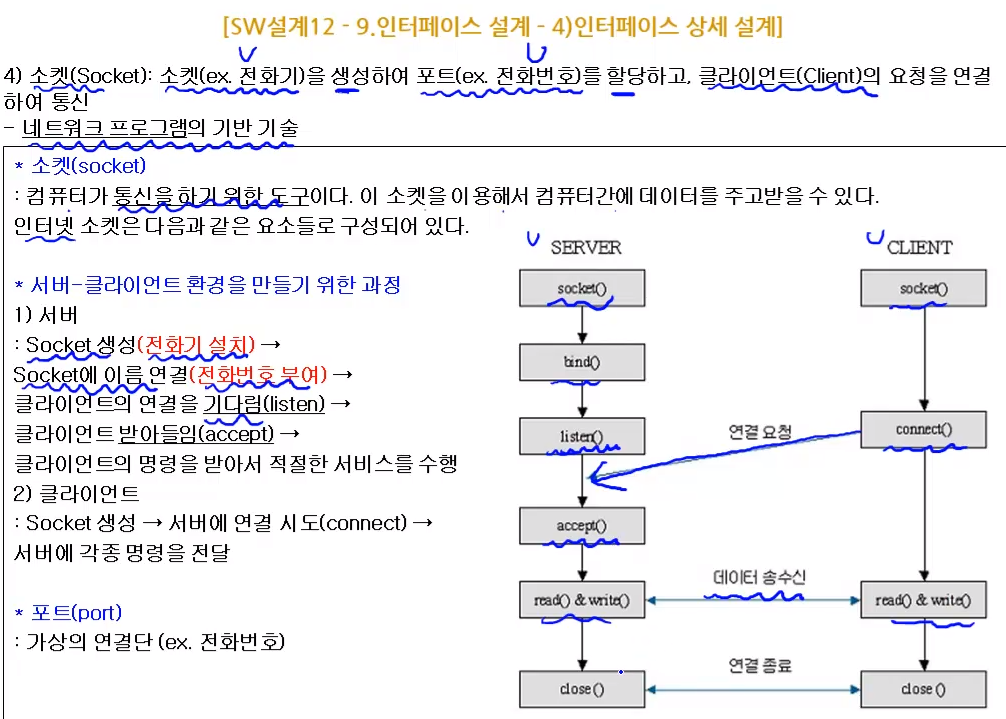 [SW설계12 - 9.인터페이스 설계 - 4)인터페이스 상세 설계]
4) 소켓(Socket): 소켓(ex. 전화기)을 생성하여 포트(ex. 전화번호)를 할당하고, 클라이언트(Client)의 요청을 연결
하여 통신
- 네트워크 프로그램의 기반 기술
* 소켓(socket)
: 컴퓨터가 통신을 하기 위한 도구이다. 이 소켓을 이용해서 컴퓨터간에 데이터를 주고받을 수 있다.
인터넷 소켓은 다음과 같은 요소들로 구성되어 있다.
* 서버-클라이언트 환경을 만들기 위한 과정
1) 서버
: Socket 생성(전화기 설치) →
Socket에 이름 연결(전화번호 부여) →
클라이언트의 연결을 기다림(listen) →
클라이언트 받아들임(accept) →
클라이언트의 명령을 받아서 적절한 서비스를 수행
2) 클라이언트
: Socket 생성 → 서버에 연결 시도(connect) →
서버에 각종 명령을 전달
* 포트(port)
: 가상의 연결단 (ex. 전화번호)
SERVER
CLIENT
socket()
socket()
bind()
listen()
연결 요청
connect()
accept()
데이터 송수신
read() & write()
read() & write()
연결 종료
close()
close()